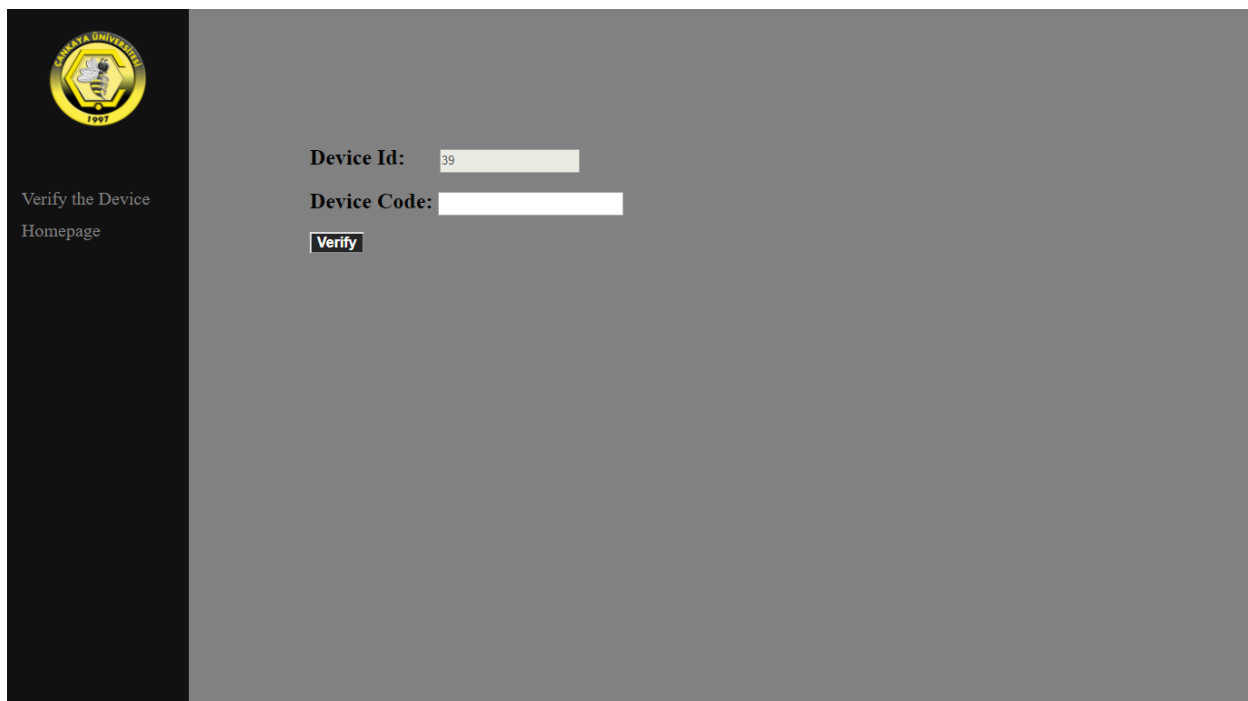 ÇANKAYA ÜNİVERSİTESİ
1997
Verify the Device
Homepage
Device Id: 39
Device Code:
Verify